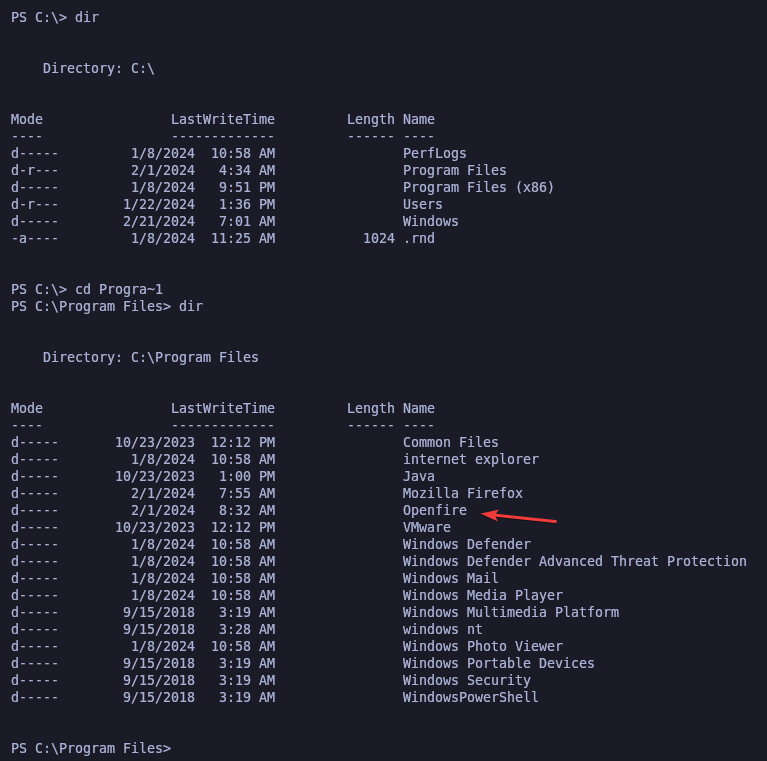 PS C:\> dir
    Directory: C:\
Mode                LastWriteTime         Length Name
----                -------------         ------ ----
d-----         1/8/2024  10:58 AM                PerfLogs
d-r---         2/1/2024   4:34 AM                Program Files
d-----         1/8/2024   9:51 PM                Program Files (x86)
d-r---        1/22/2024   1:36 PM                Users
d-----        2/21/2024   7:01 AM                Windows
-a----         1/8/2024  11:25 AM           1024 .rnd
PS C:\> cd Progra~1
PS C:\Program Files> dir
    Directory: C:\Program Files
Mode                LastWriteTime         Length Name
----                -------------         ------ ----
d-----       10/23/2023  12:12 PM                Common Files
d-----         1/8/2024  10:58 AM                internet explorer
d-----       10/23/2023   1:00 PM                Java
d-----         2/1/2024   7:55 AM                Mozilla Firefox
d-----         2/1/2024   8:32 AM                Openfire
d-----       10/23/2023  12:12 PM                VMware
d-----         1/8/2024  10:58 AM                Windows Defender
d-----         1/8/2024  10:58 AM                Windows Defender Advanced Threat Protection
d-----         1/8/2024  10:58 AM                Windows Mail
d-----         1/8/2024  10:58 AM                Windows Media Player
d-----        9/15/2018   3:19 AM                Windows Multimedia Platform
d-----        9/15/2018   3:28 AM                windows nt
d-----         1/8/2024  10:58 AM                Windows Photo Viewer
d-----        9/15/2018   3:19 AM                Windows Portable Devices
d-----        9/15/2018   3:19 AM                Windows Security
d-----        9/15/2018   3:19 AM                WindowsPowerShell
PS C:\Program Files>